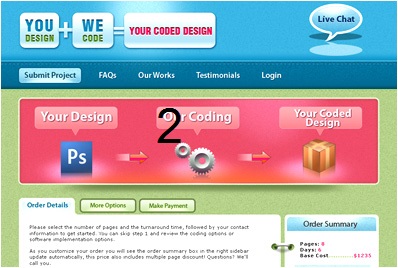 YOU DESIGN + WE CODE = YOUR CODED DESIGN
Live Chat
Submit Project FAQs Our Works Testimonials Login
Your Design Our Coding Your Coded Design
2
Ps
Order Details More Options Make Payment
Please select the number of pages and the turnaround time, followed by your contact
information to get started. You can skip step 1 and review the coding options or
software implementation options.
As you customize your order you will see the order summary box in the right sidebar
update automatically, this price also includes multiple page discount! Questions? We'll
call you.
Order Summary
Pages: 8
Days: 6
Base Cost........$1235